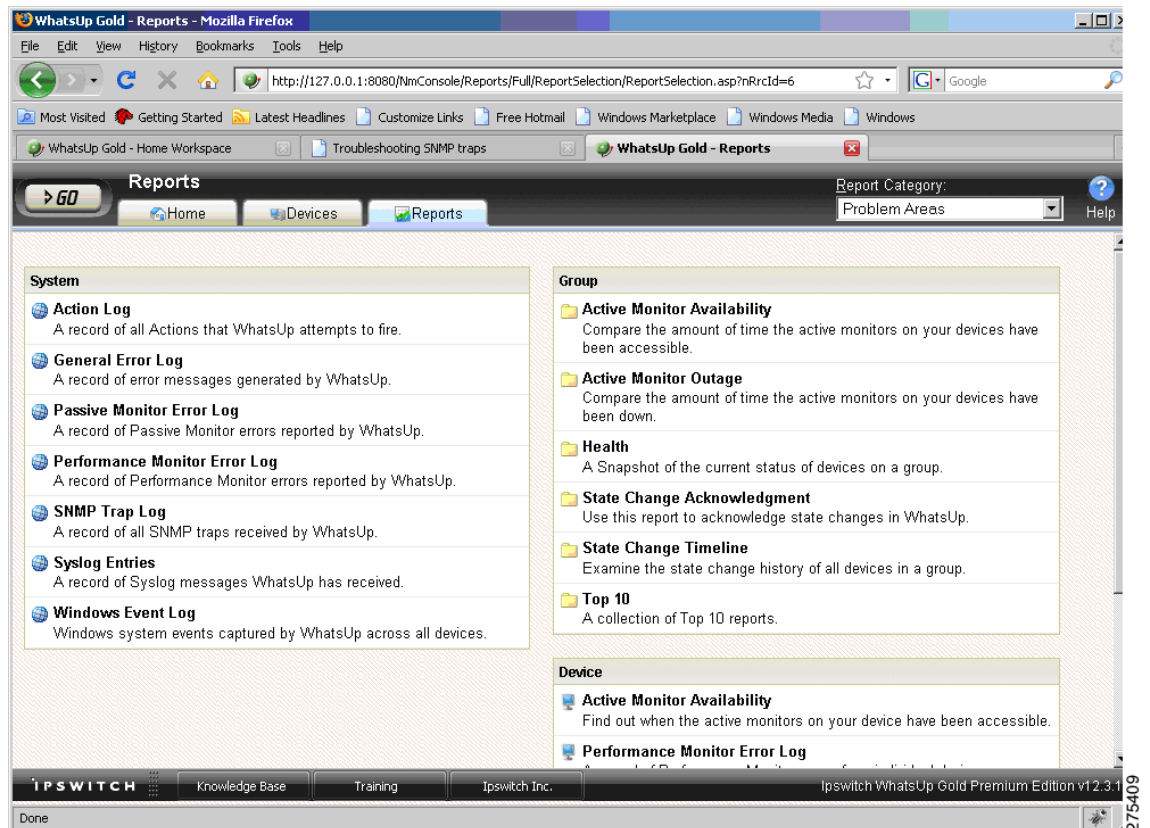 WhatsUp Gold - Reports - Mozilla Firefox
File Edit View History Bookmarks Tools Help
http://127.0.0.1:8080/NmConsole/Reports/Full/ReportSelection/ReportSelection.asp?nRrcId=6
G Google
Most Visited Getting Started Latest Headlines Customize Links Free Hotmail Windows Marketplace Windows Media Windows
WhatsUp Gold - Home Workspace Troubleshooting SNMP traps WhatsUp Gold - Reports
GO
Reports
Home Devices Reports
Report Category:
Problem Areas
Help
System
Action Log
A record of all Actions that WhatsUp attempts to fire.
General Error Log
A record of error messages generated by WhatsUp.
Passive Monitor Error Log
A record of Passive Monitor errors reported by WhatsUp.
Performance Monitor Error Log
A record of Performance Monitor errors reported by WhatsUp.
SNMP Trap Log
A record of all SNMP traps received by WhatsUp.
Syslog Entries
A record of Syslog messages WhatsUp has received.
Windows Event Log
Windows system events captured by WhatsUp across all devices.
Group
Active Monitor Availability
Compare the amount of time the active monitors on your devices have
been accessible.
Active Monitor Outage
Compare the amount of time the active monitors on your devices have
been down.
Health
A Snapshot of the current status of devices on a group.
State Change Acknowledgment
Use this report to acknowledge state changes in WhatsUp.
State Change Timeline
Examine the state change history of all devices in a group.
Top 10
A collection of Top 10 reports.
Device
Active Monitor Availability
Find out when the active monitors on your device have been accessible.
Performance Monitor Error Log
IPSWITCH Knowledge Base Training Ipswitch Inc.
Ipswitch WhatsUp Gold Premium Edition v12.3.1
Done
275409